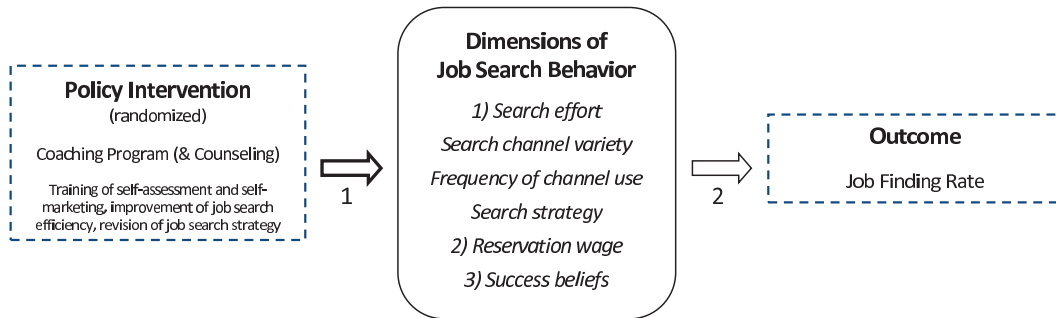 Policy Intervention
(randomized)
Coaching Program (& Counseling)
Training of self-assessment and self-
marketing, improvement of job search
efficiency, revision of job search strategy
1
Dimensions of
Job Search Behavior
1) Search effort
Search channel variety
Frequency of channel use
Search strategy
2) Reservation wage
3) Success beliefs
2
Outcome
Job Finding Rate